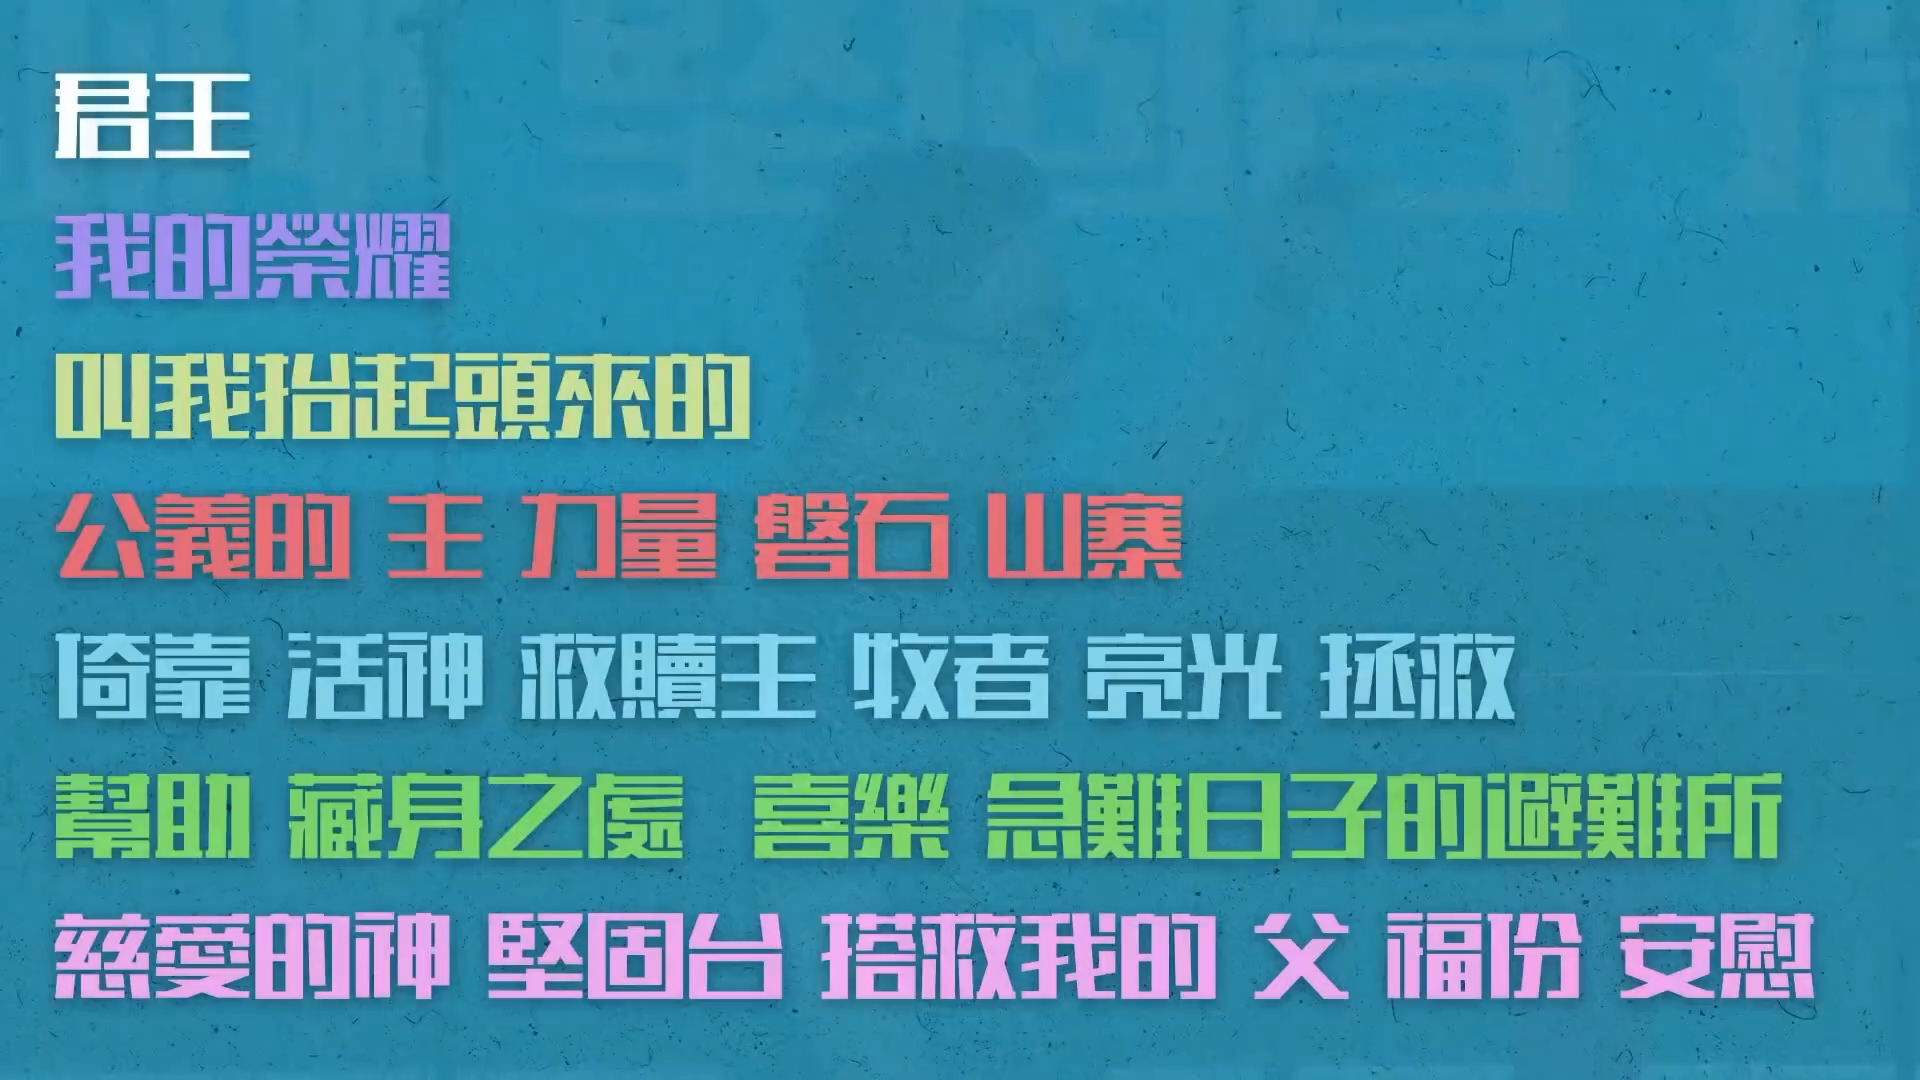 君王
我的榮耀
叫我抬起頭來的
公義的 主 力量 磐石 山寨
倚靠 活神 救贖主 牧者 亮光 拯救
幫助 藏身之處 喜樂 急難日子的避難所
慈愛的神 堅固台 搭救我的 父 福份 安慰